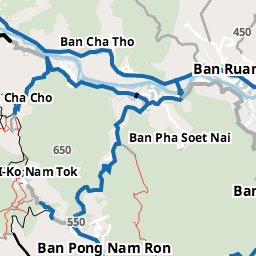 450
Ban Cha Tho
Ban Ruan
Cha Cho
Ban Pha Soet Nai
650
I-Ko Nam Tok
Ban
550
Ban Pong Nam Ron